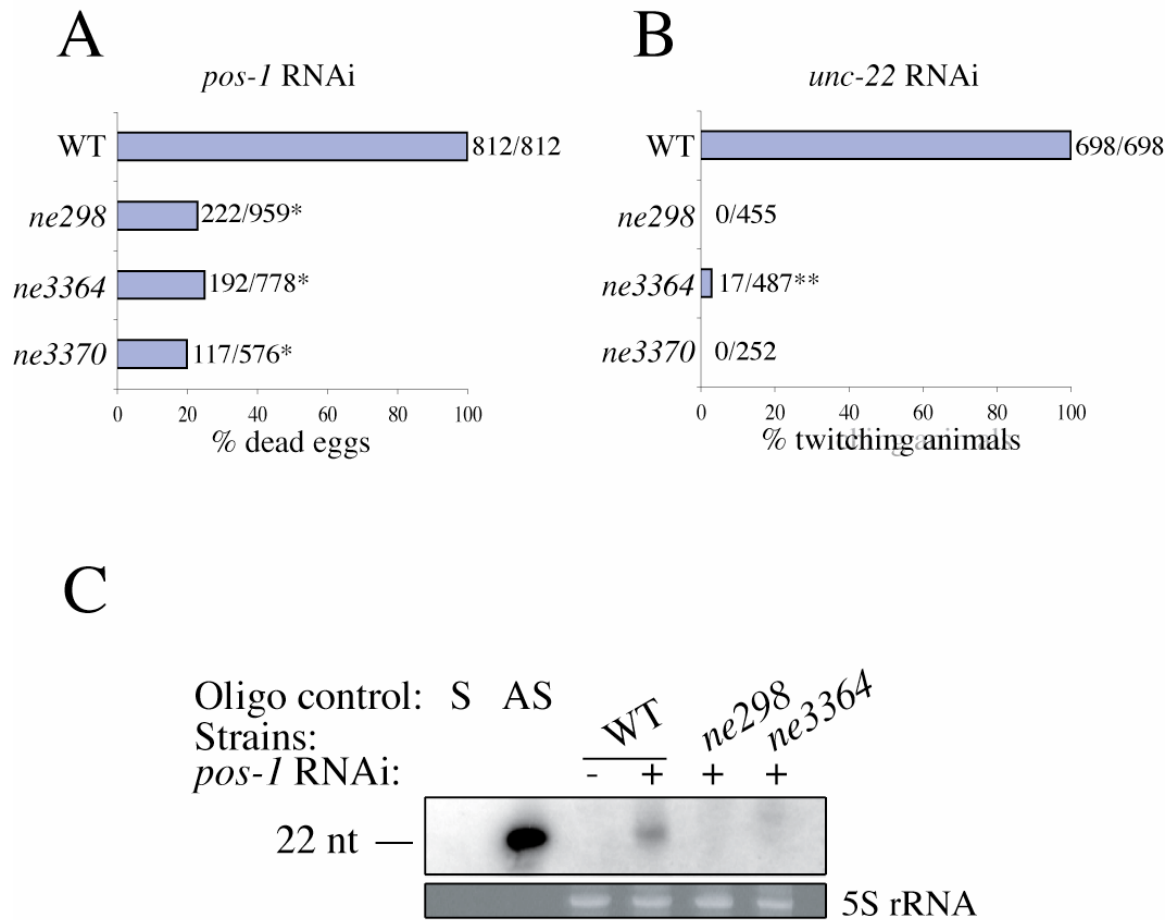 A
pos-1 RNAi
WT
812/812
ne298
222/959*
ne3364
192/778*
ne3370
117/576*
0 20 40 60 80 100
% dead eggs
B
unc-22 RNAi
WT
698/698
ne298
0/455
ne3364
17/487**
ne3370
0/252
0 20 40 60 80 100
% twitching animals
C
Oligo control: S AS
Strains: WT ne298 ne3364
pos-1 RNAi: - + + +
22 nt
5S rRNA